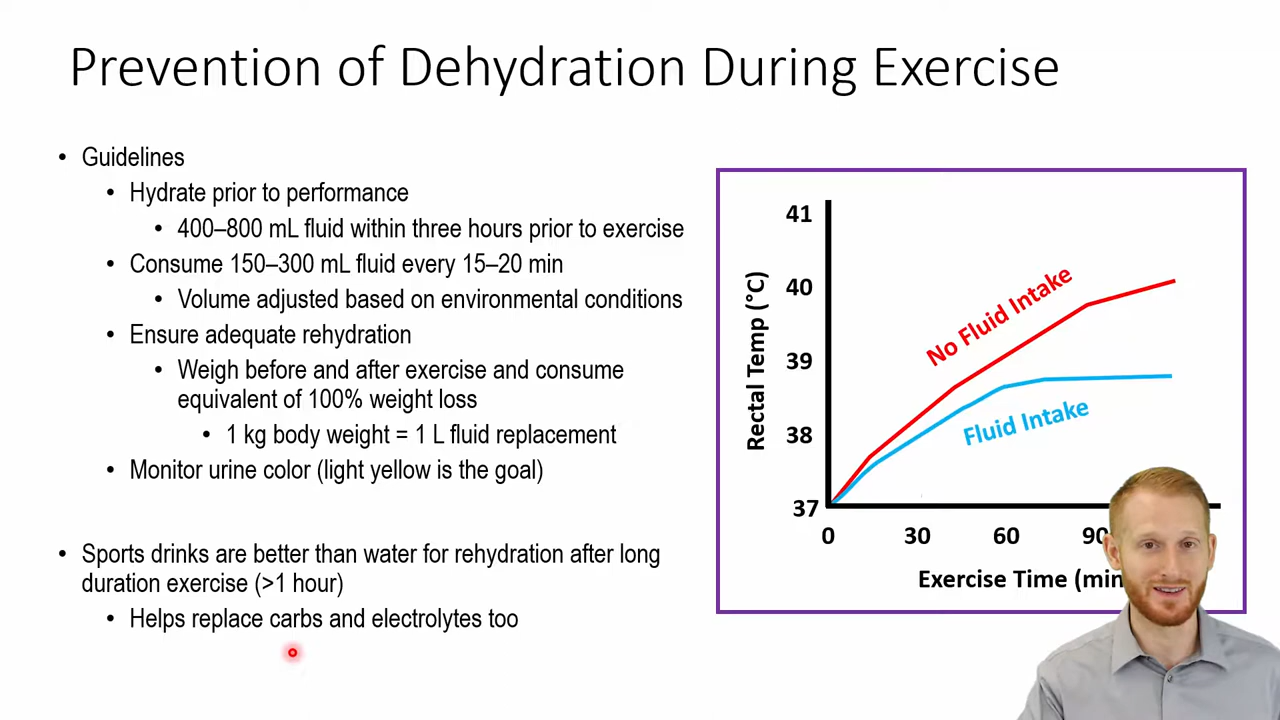 Prevention of Dehydration During Exercise
• Guidelines
• Hydrate prior to performance
• 400–800 mL fluid within three hours prior to exercise
• Consume 150–300 mL fluid every 15–20 min
• Volume adjusted based on environmental conditions
• Ensure adequate rehydration
• Weigh before and after exercise and consume
equivalent of 100% weight loss
• 1 kg body weight = 1 L fluid replacement
• Monitor urine color (light yellow is the goal)
• Sports drinks are better than water for rehydration after long
duration exercise (>1 hour)
• Helps replace carbs and electrolytes too
Rectal Temp (°C)
41
40
39
38
37
No Fluid Intake
Fluid Intake
0 30 60 90
Exercise Time (min